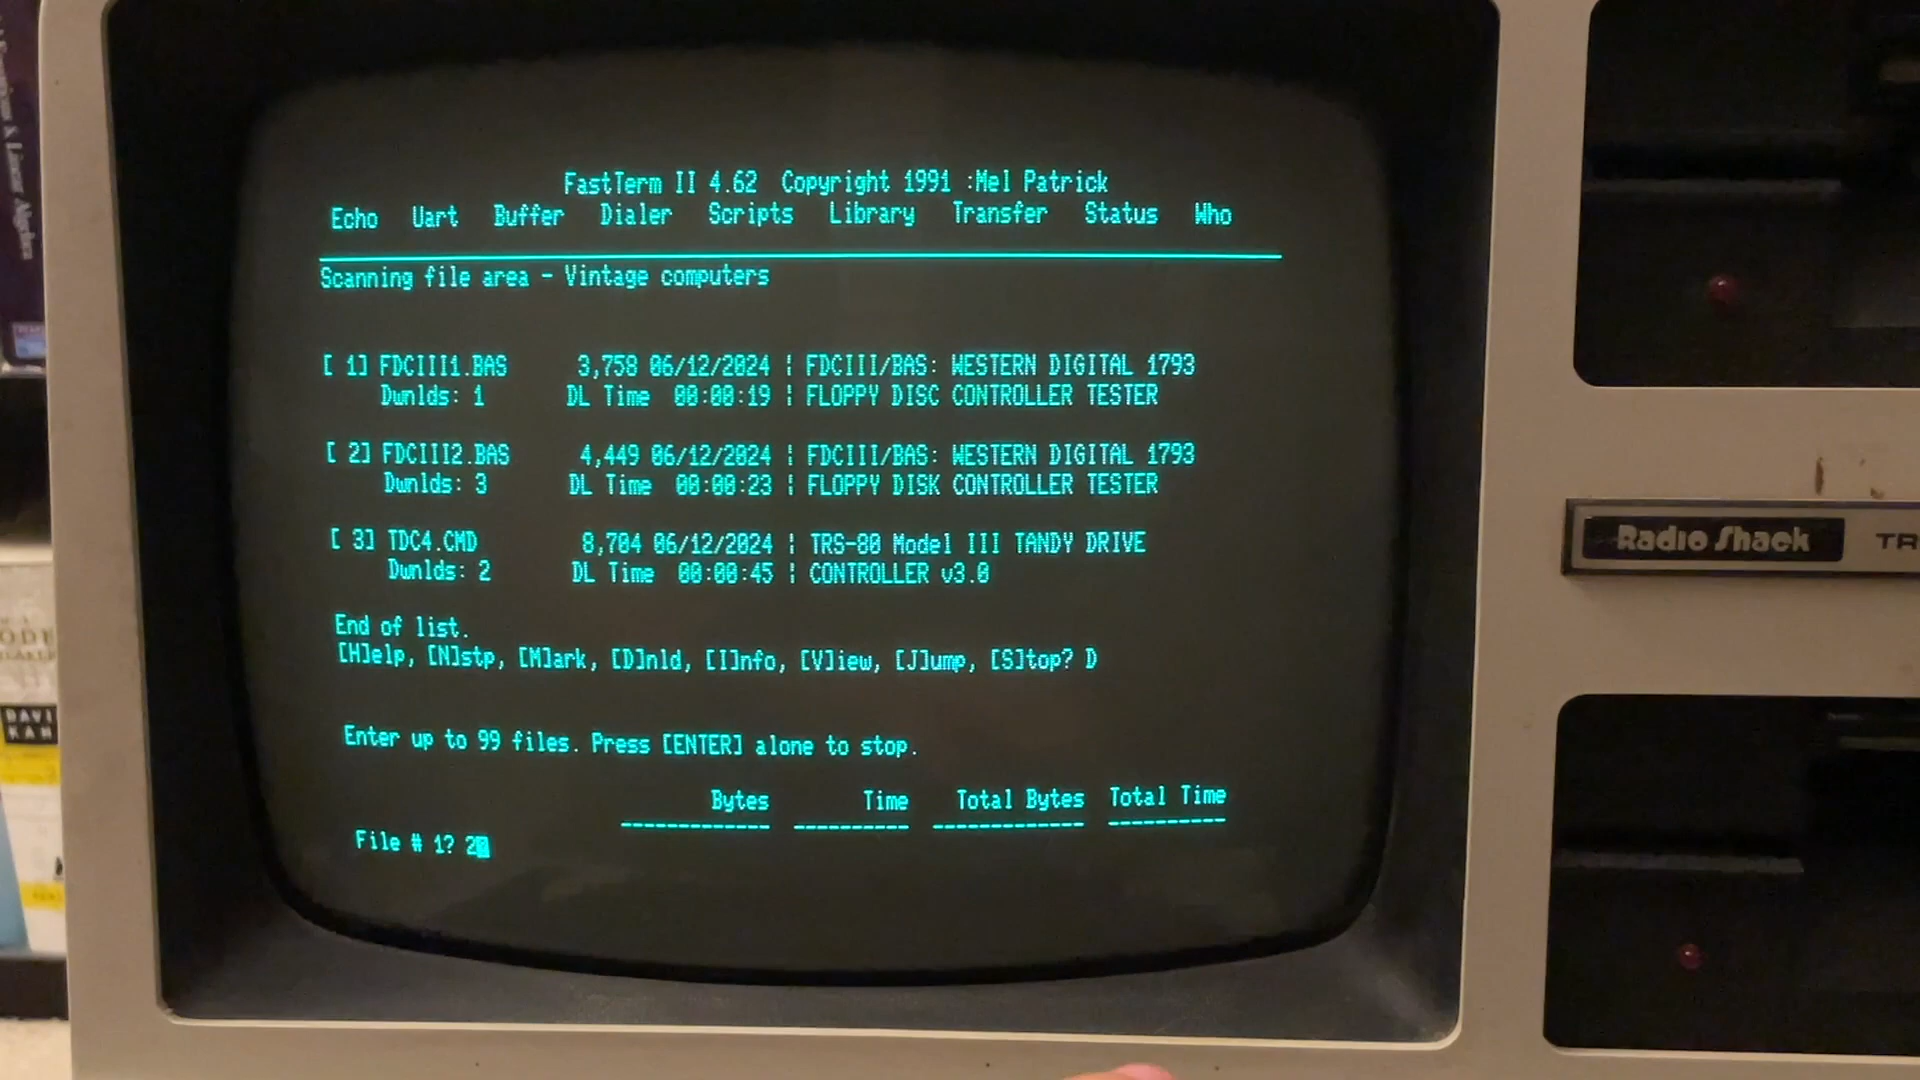 FastTerm II 4.62 Copyright 1991 :Mel Patrick
Echo Uart Buffer Dialer Scripts Library Transfer Status Who
Scanning file area - Vintage computers
[ 1] FDCIII1.BAS 3,758 06/12/2024 ¦ FDCIII/BAS: WESTERN DIGITAL 1793
Dwnlds: 1 DL Time 00:00:19 ¦ FLOPPY DISC CONTROLLER TESTER
[ 2] FDCIII2.BAS 4,449 06/12/2024 ¦ FDCIII/BAS: WESTERN DIGITAL 1793
Dwnlds: 3 DL Time 00:00:23 ¦ FLOPPY DISK CONTROLLER TESTER
[ 3] TDC4.CMD 8,704 06/12/2024 ¦ TRS-80 Model III TANDY DRIVE
Dwnlds: 2 DL Time 00:00:45 ¦ CONTROLLER v3.0
End of list.
[H]elp, [N]stp, [M]ark, [D]nld, [I]nfo, [V]iew, [J]ump, [S]top? D
Enter up to 99 files. Press [ENTER] alone to stop.
Bytes Time Total Bytes Total Time
------------- ---------- ------------- ----------
File # 1? 2
Radio Shack TR
& Linear Algebra
DAVI
KAN